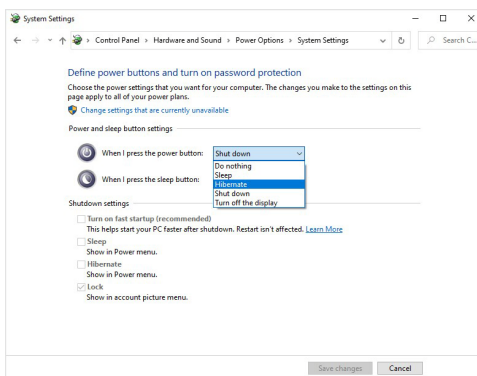 System Settings
Control Panel > Hardware and Sound > Power Options > System Settings
Search C...
Define power buttons and turn on password protection
Choose the power settings that you want for your computer. The changes you make to the settings on this
page apply to all of your power plans.
Change settings that are currently unavailable
Power and sleep button settings
When I press the power button: Shut down
Do nothing
When I press the sleep button: Sleep
Hibernate
Shut down
Turn off the display
Shutdown settings
Turn on fast startup (recommended)
This helps start your PC faster after shutdown. Restart isn't affected. Learn More
Sleep
Show in Power menu.
Hibernate
Show in Power menu.
Lock
Show in account picture menu.
Save changes Cancel